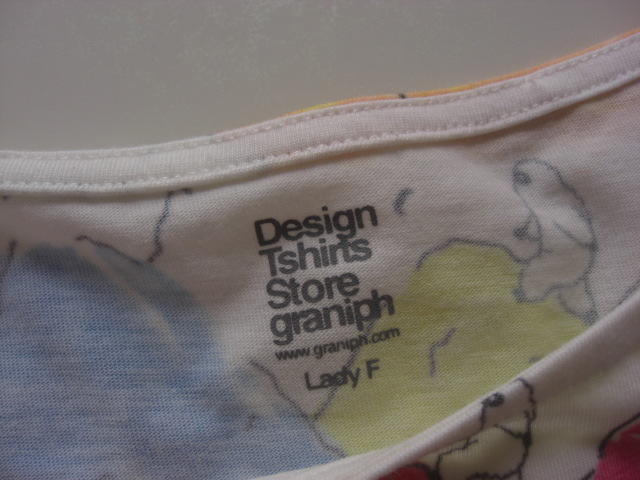 Design
Tshirts
Store
graniph
www.graniph.com
Lady F